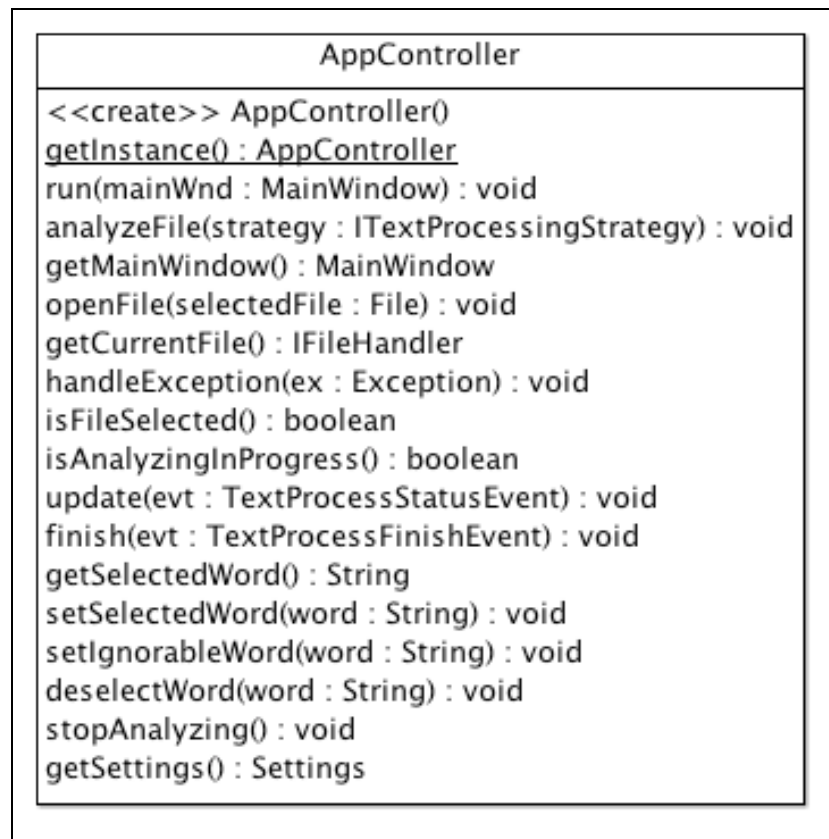 AppController
<<create>> AppController()
getInstance() : AppController
run(mainWnd : MainWindow) : void
analyzeFile(strategy : ITextProcessingStrategy) : void
getMainWindow() : MainWindow
openFile(selectedFile : File) : void
getCurrentFile() : IFileHandler
handleException(ex : Exception) : void
isFileSelected() : boolean
isAnalyzingInProgress() : boolean
update(evt : TextProcessStatusEvent) : void
finish(evt : TextProcessFinishEvent) : void
getSelectedWord() : String
setSelectedWord(word : String) : void
setIgnorableWord(word : String) : void
deselectWord(word : String) : void
stopAnalyzing() : void
getSettings() : Settings